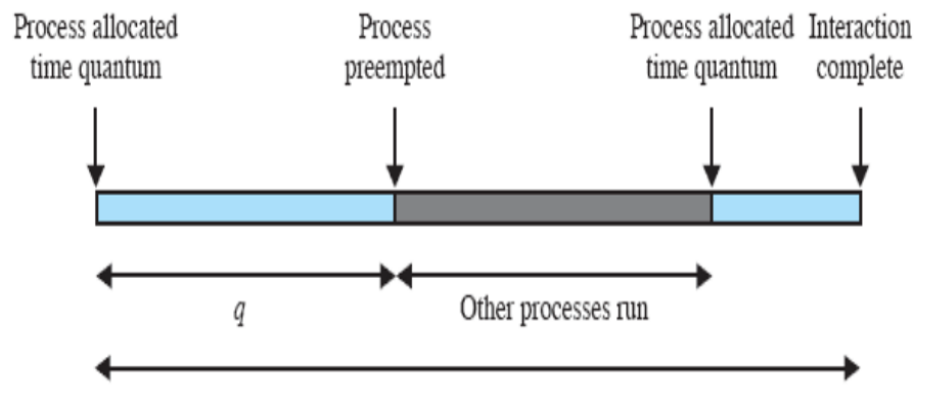 Process allocated
time quantum
Process
preempted
Process allocated
time quantum
Interaction
complete
q
Other processes run